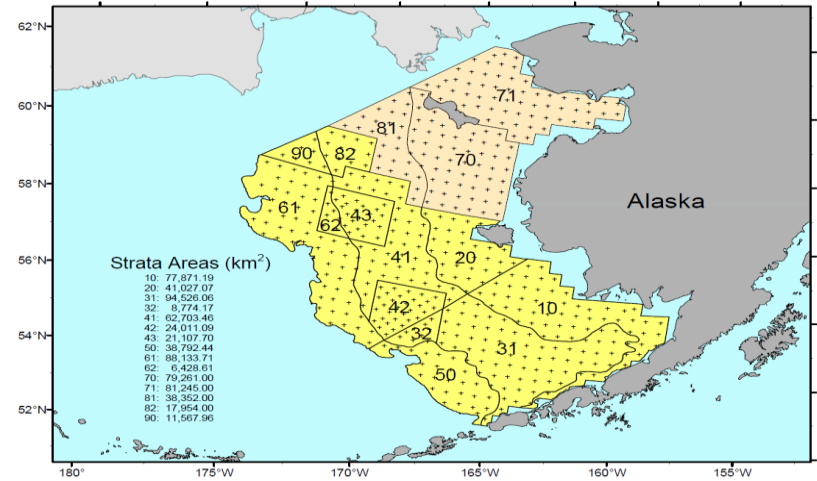 62°N
60°N
58°N
56°N
54°N
52°N
71
81
70
90
82
61
43
62
41
20
42
32
10
31
50
Alaska
Strata Areas (km²)
10: 77,871.19
20: 41,027.07
31: 94,526.06
32: 8,774.17
41: 62,703.46
42: 24,011.09
43: 21,107.70
50: 38,792.44
61: 88,133.71
62: 6,428.61
70: 79,261.00
71: 81,245.00
81: 38,352.00
82: 17,954.00
90: 11,567.96
180°
175°W
170°W
165°W
160°W
155°W